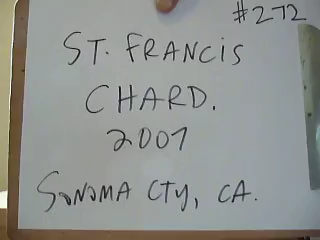 #272
ST. FRANCIS
CHARD.
2007
SONOMA CTY, CA.